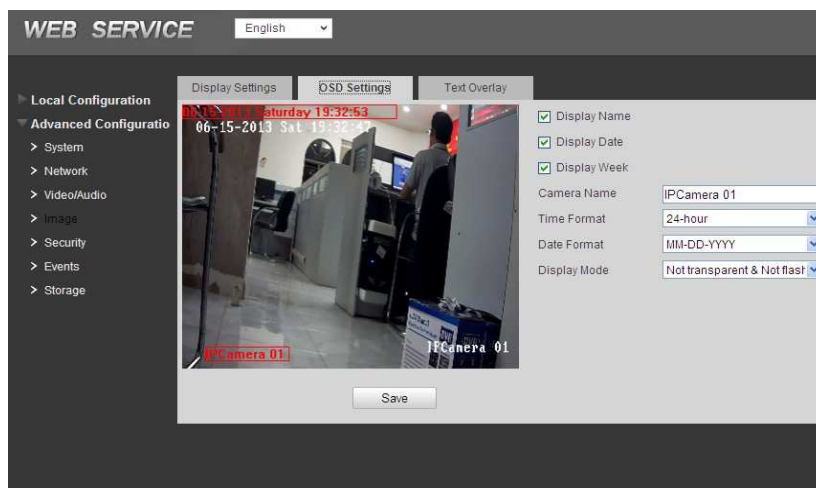 WEB SERVICE
English
Local Configuration
Advanced Configuratio
> System
> Network
> Video/Audio
> Image
> Security
> Events
> Storage
Display Settings
OSD Settings
Text Overlay
Saturday 19:32:53
06-15-2013 Sat 19:32:47
IPCamera 01
IPCamera 01
Save
Display Name
Display Date
Display Week
Camera Name
IPCamera 01
Time Format
24-hour
Date Format
MM-DD-YYYY
Display Mode
Not transparent & Not flash